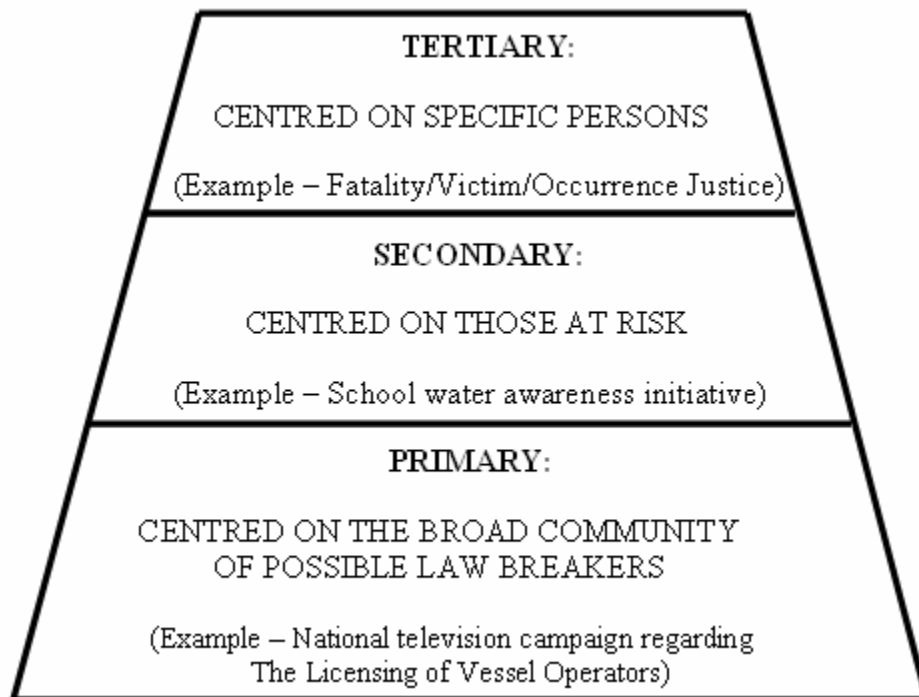 TERTIARY:
CENTRED ON SPECIFIC PERSONS
(Example – Fatality/Victim/Occurrence Justice)
SECONDARY:
CENTRED ON THOSE AT RISK
(Example – School water awareness initiative)
PRIMARY:
CENTRED ON THE BROAD COMMUNITY
OF POSSIBLE LAW BREAKERS
(Example – National television campaign regarding
The Licensing of Vessel Operators)